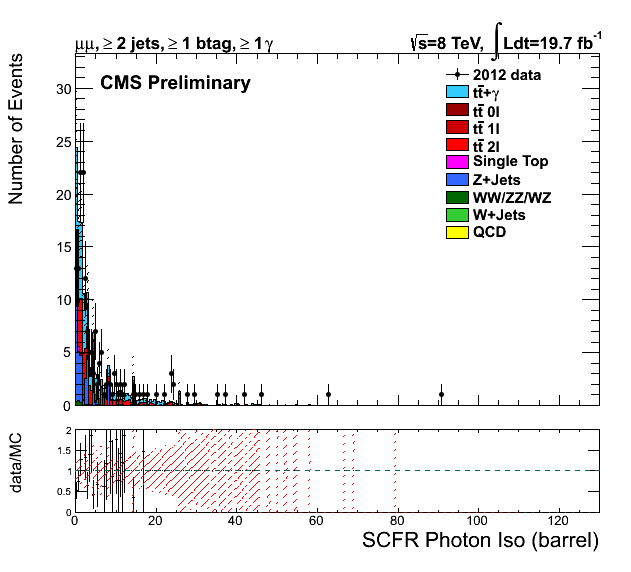 μμ, ≥ 2 jets, ≥ 1 btag, ≥ 1 γ
√s=8 TeV, ∫ Ldt=19.7 fb⁻¹
CMS Preliminary
2012 data
tt̄+γ
tt̄ 0l
tt̄ 1l
tt̄ 2l
Single Top
Z+Jets
WW/ZZ/WZ
W+Jets
QCD
Number of Events
30
25
20
15
10
5
0
data/MC
2
1.5
1
0.5
0
0 20 40 60 80 100 120
SCFR Photon Iso (barrel)